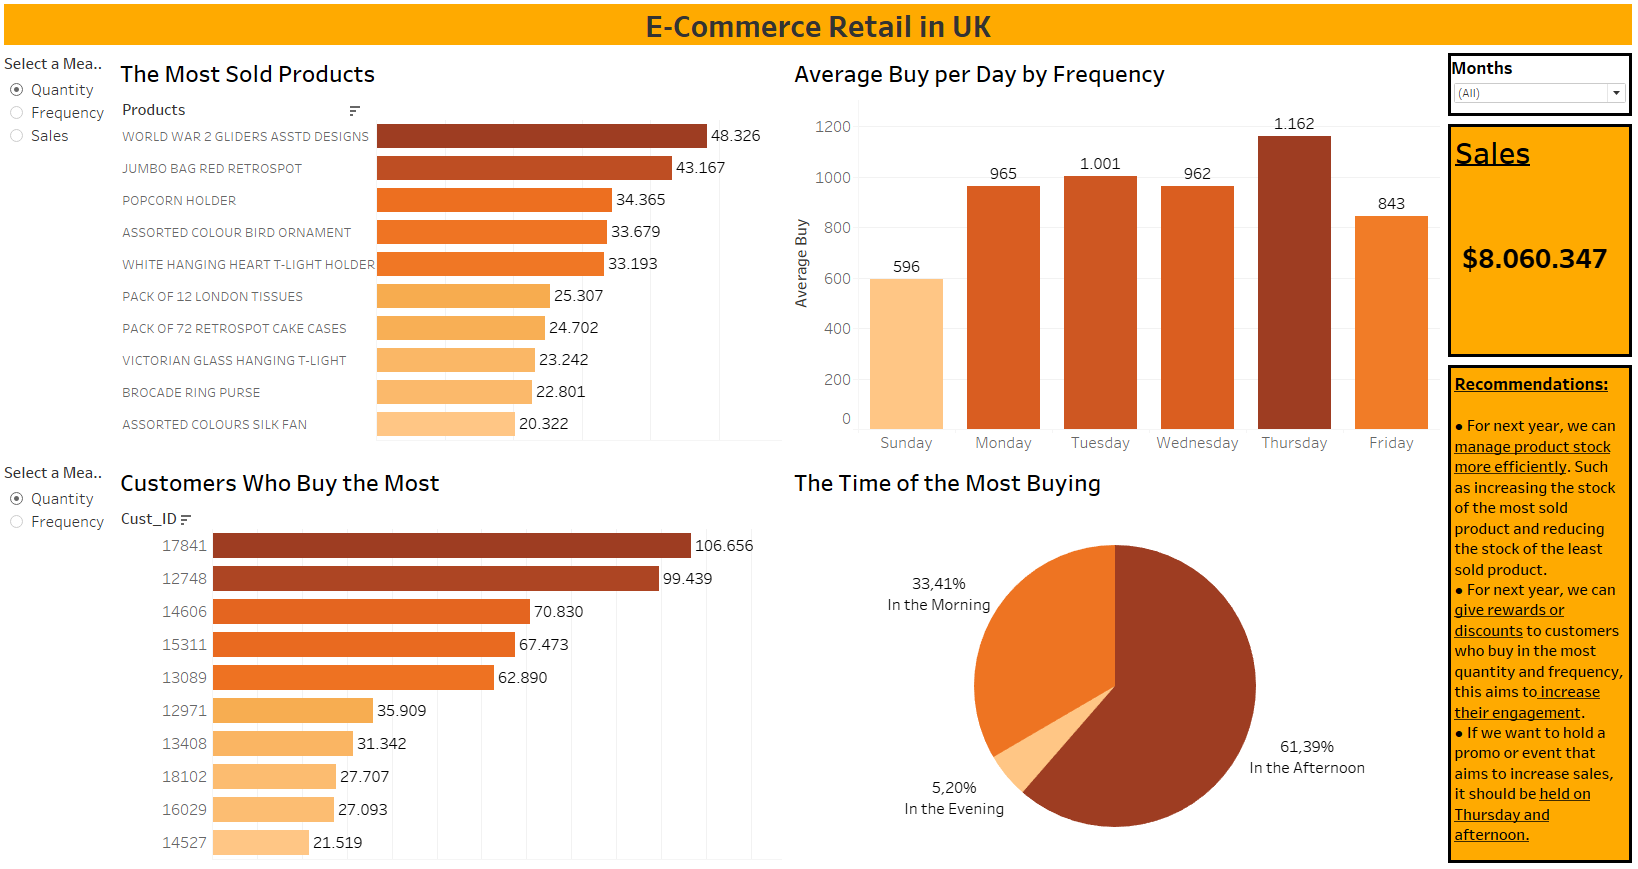 E-Commerce Retail in UK
Select a Mea..
Quantity
Frequency
Sales
The Most Sold Products
Products
WORLD WAR 2 GLIDERS ASSTD DESIGNS 48.326
JUMBO BAG RED RETROSPOT 43.167
POPCORN HOLDER 34.365
ASSORTED COLOUR BIRD ORNAMENT 33.679
WHITE HANGING HEART T-LIGHT HOLDER 33.193
PACK OF 12 LONDON TISSUES 25.307
PACK OF 72 RETROSPOT CAKE CASES 24.702
VICTORIAN GLASS HANGING T-LIGHT 23.242
BROCADE RING PURSE 22.801
ASSORTED COLOURS SILK FAN 20.322
Average Buy per Day by Frequency
Average Buy
1200
1000
800
600
400
200
0
596
965
1.001
962
1.162
843
Sunday Monday Tuesday Wednesday Thursday Friday
Months
(All)
Sales
$8.060.347
Select a Mea..
Quantity
Frequency
Customers Who Buy the Most
Cust_ID
17841 106.656
12748 99.439
14606 70.830
15311 67.473
13089 62.890
12971 35.909
13408 31.342
18102 27.707
16029 27.093
14527 21.519
The Time of the Most Buying
33,41%
In the Morning
61,39%
In the Afternoon
5,20%
In the Evening
Recommendations:
● For next year, we can
manage product stock
more efficiently. Such
as increasing the stock
of the most sold
product and reducing
the stock of the least
sold product.
● For next year, we can
give rewards or
discounts to customers
who buy in the most
quantity and frequency,
this aims to increase
their engagement.
● If we want to hold a
promo or event that
aims to increase sales,
it should be held on
Thursday and
afternoon.